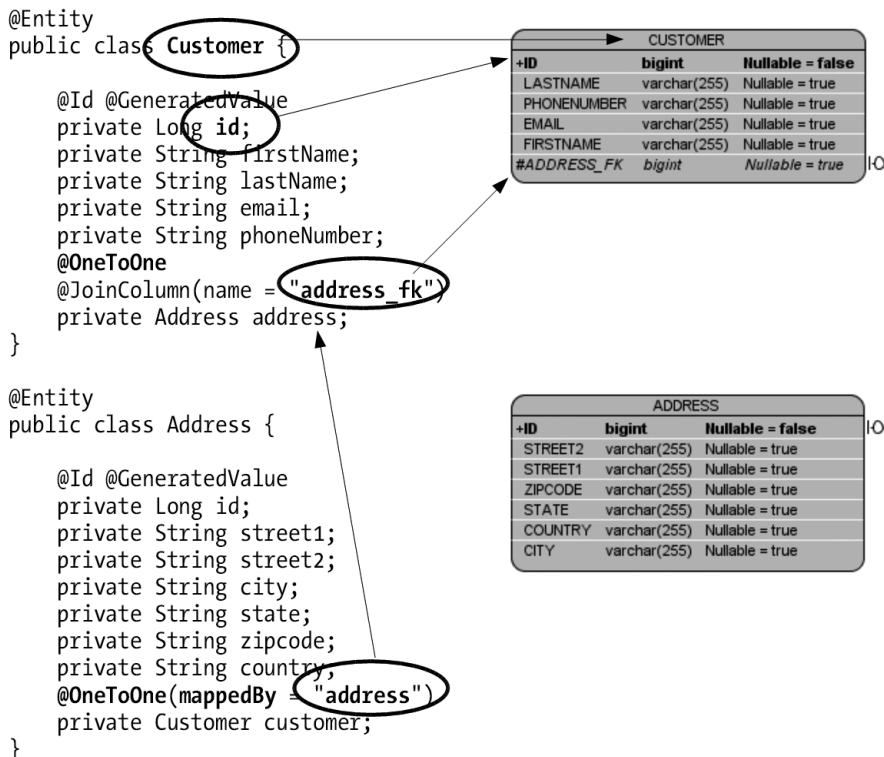 @Entity
public class Customer {
@Id @GeneratedValue
private Long id;
private String firstName;
private String lastName;
private String email;
private String phoneNumber;
@OneToOne
@JoinColumn(name = "address_fk")
private Address address;
}
@Entity
public class Address {
@Id @GeneratedValue
private Long id;
private String street1;
private String street2;
private String city;
private String state;
private String zipcode;
private String country;
@OneToOne(mappedBy = "address")
private Customer customer;
}
CUSTOMER
+ID bigint Nullable = false
LASTNAME varchar(255) Nullable = true
PHONENUMBER varchar(255) Nullable = true
EMAIL varchar(255) Nullable = true
FIRSTNAME varchar(255) Nullable = true
#ADDRESS_FK bigint Nullable = true
ADDRESS
+ID bigint Nullable = false
STREET2 varchar(255) Nullable = true
STREET1 varchar(255) Nullable = true
ZIPCODE varchar(255) Nullable = true
STATE varchar(255) Nullable = true
COUNTRY varchar(255) Nullable = true
CITY varchar(255) Nullable = true